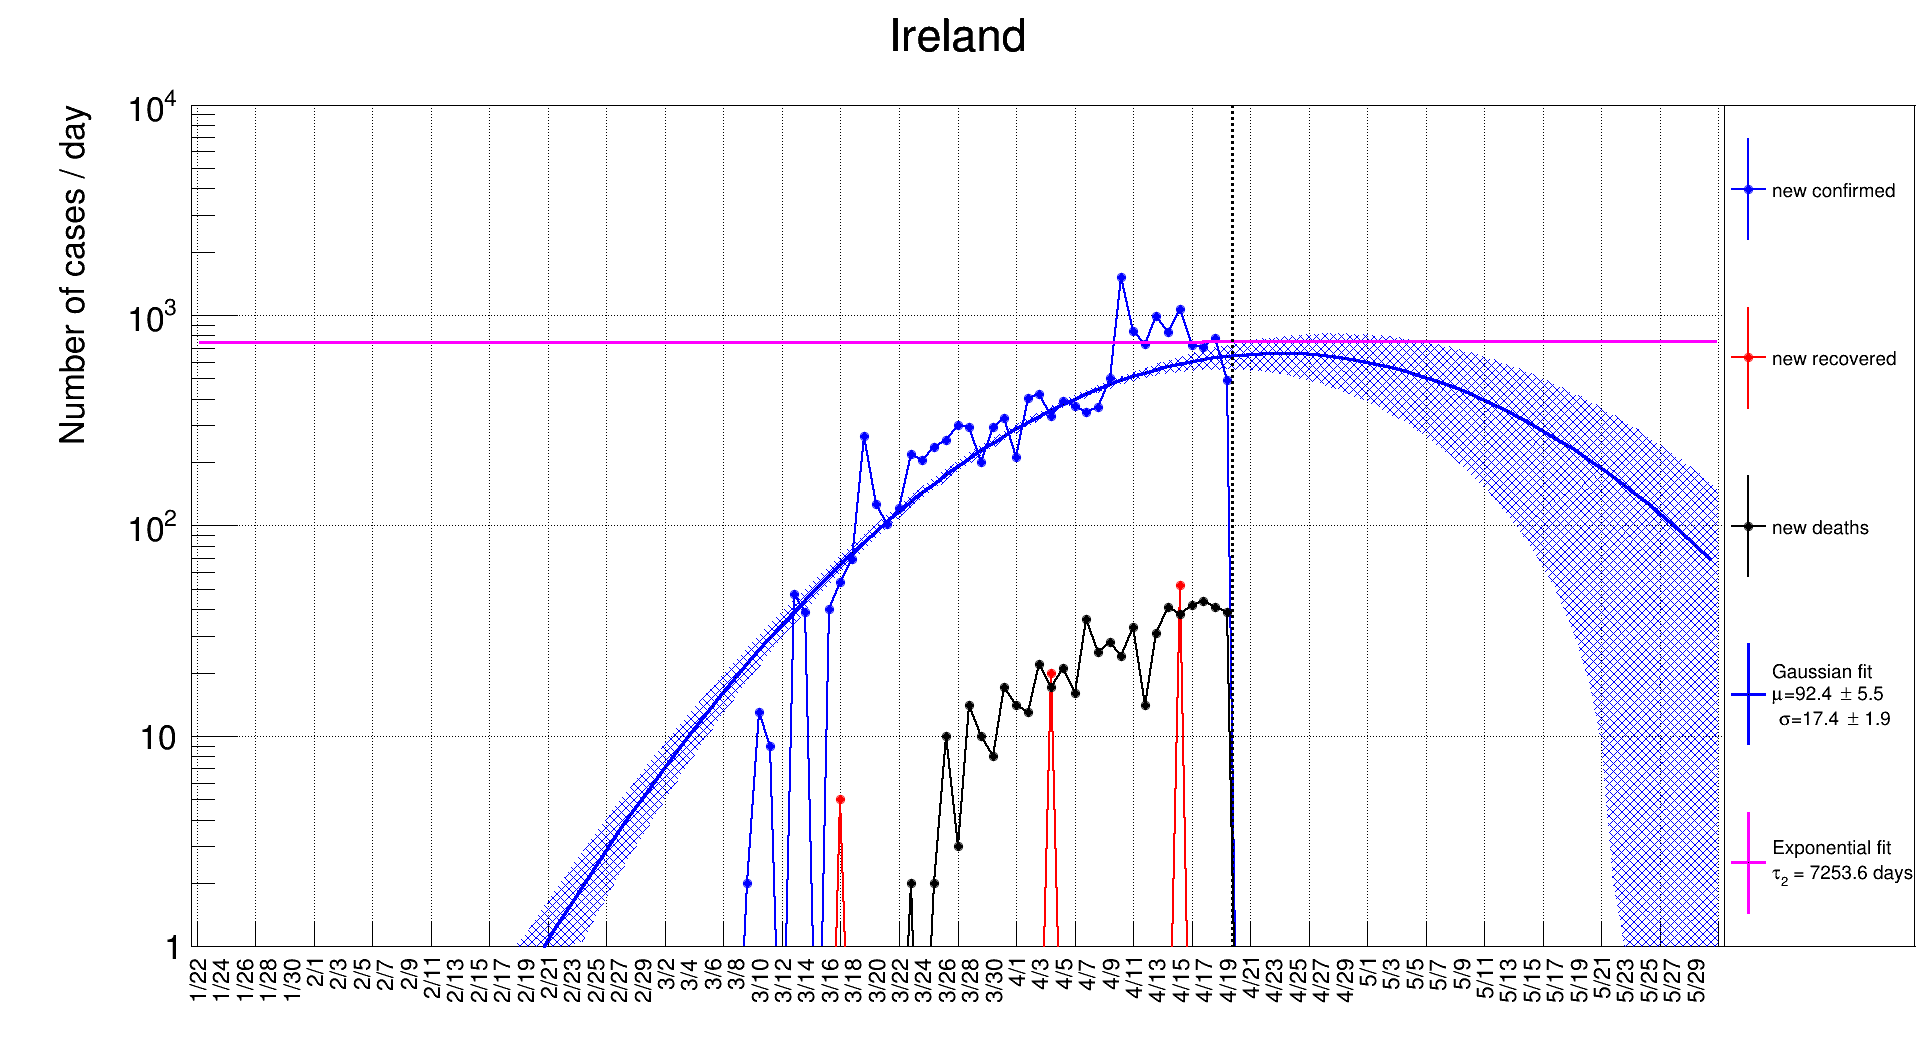 Ireland
Number of cases / day
10⁴
10³
10²
10
1
1/22 1/24 1/26 1/28 1/30 2/1 2/3 2/5 2/7 2/9 2/11 2/13 2/15 2/17 2/19 2/21 2/23 2/25 2/27 2/29 3/2 3/4 3/6 3/8 3/10 3/12 3/14 3/16 3/18 3/20 3/22 3/24 3/26 3/28 3/30 4/1 4/3 4/5 4/7 4/9 4/11 4/13 4/15 4/17 4/19 4/21 4/23 4/25 4/27 4/29 5/1 5/3 5/5 5/7 5/9 5/11 5/13 5/15 5/17 5/19 5/21 5/23 5/25 5/27 5/29
new confirmed
new recovered
new deaths
Gaussian fit
μ=92.4 ± 5.5
σ=17.4 ± 1.9
Exponential fit
τ₂ = 7253.6 days